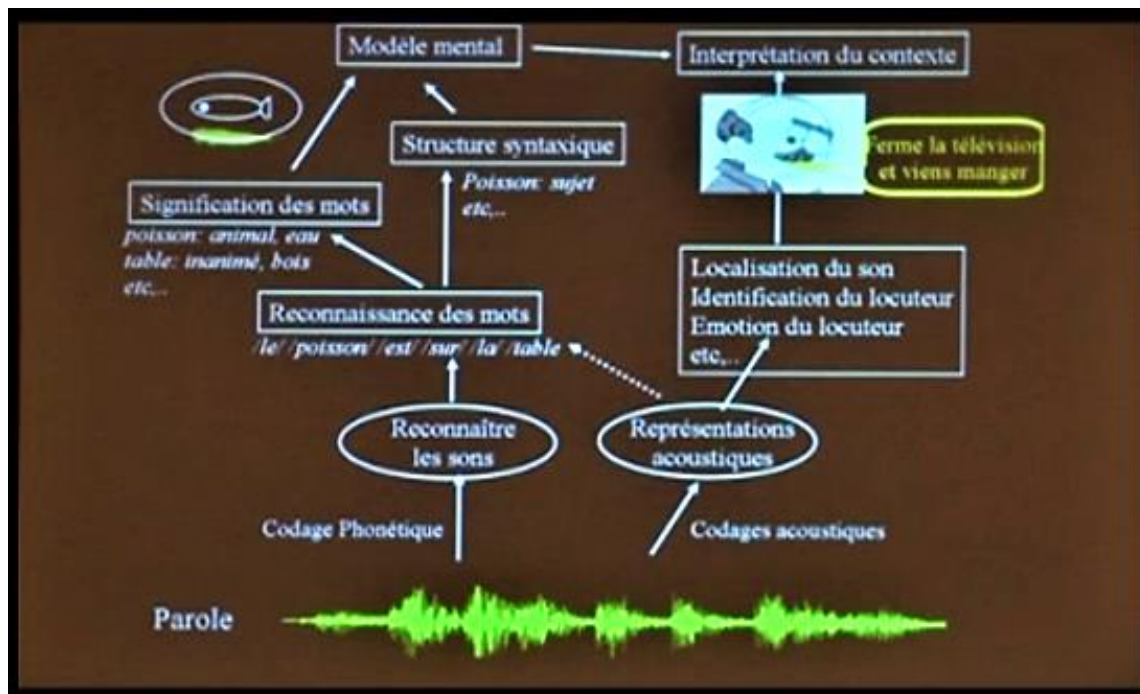 Modèle mental
Interprétation du contexte
Structure syntaxique
Poisson: sujet
etc,..
Ferme la télévision
et viens manger
Signification des mots
poisson: animal, eau
table: inanimé, bois
etc,..
Localisation du son
Identification du locuteur
Emotion du locuteur
etc,..
Reconnaissance des mots
/le/ /poisson/ /est/ /sur/ /la/ /table
Reconnaître
les sons
Représentations
acoustiques
Codage Phonétique
Codages acoustiques
Parole